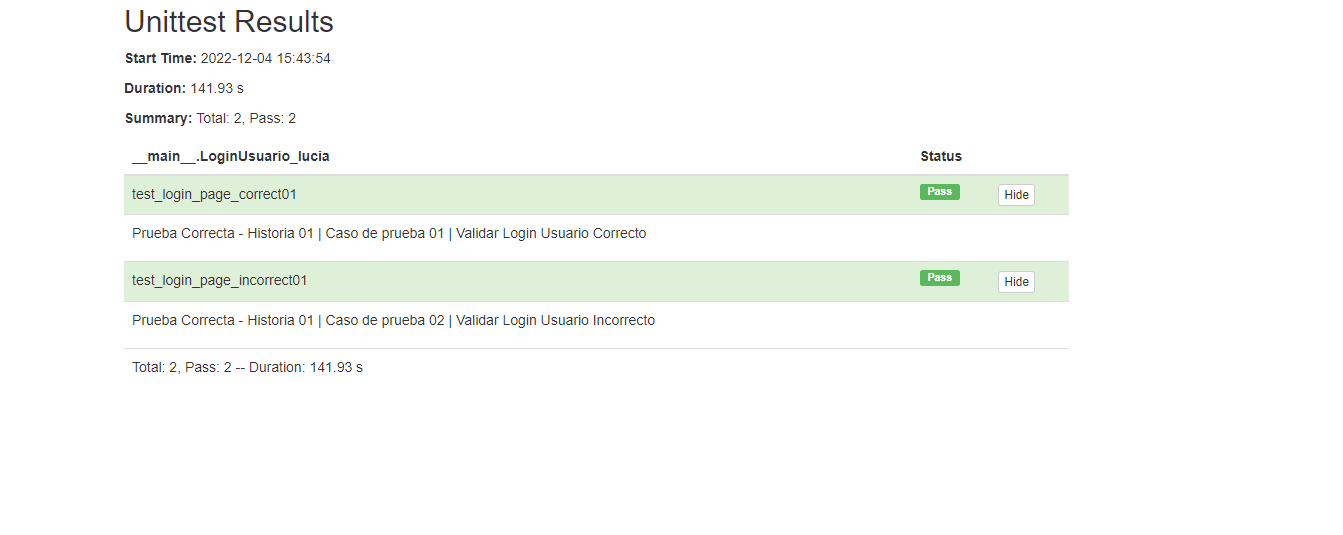 Unittest Results
Start Time: 2022-12-04 15:43:54
Duration: 141.93 s
Summary: Total: 2, Pass: 2
__main__.LoginUsuario_lucia Status
test_login_page_correct01 Pass Hide
Prueba Correcta - Historia 01 | Caso de prueba 01 | Validar Login Usuario Correcto
test_login_page_incorrect01 Pass Hide
Prueba Correcta - Historia 01 | Caso de prueba 02 | Validar Login Usuario Incorrecto
Total: 2, Pass: 2 -- Duration: 141.93 s